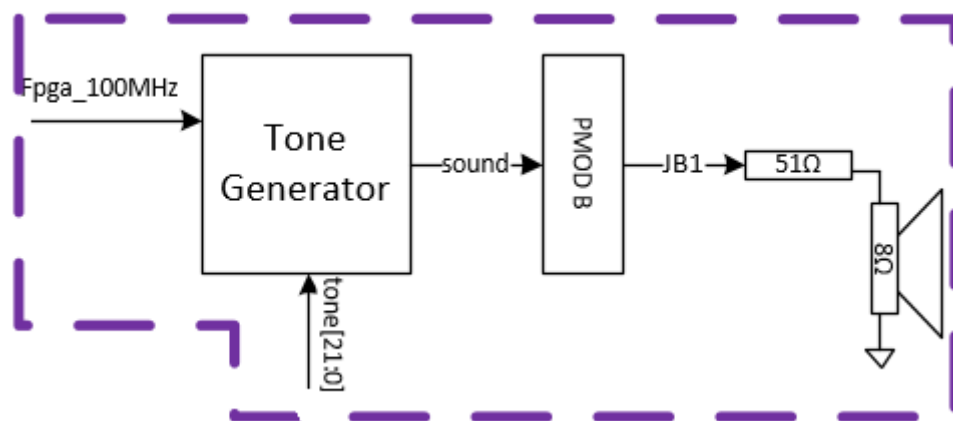 Fpga_100MHz
Tone
Generator
sound
PMOD B
JB1
51Ω
8Ω
tone[21:0]